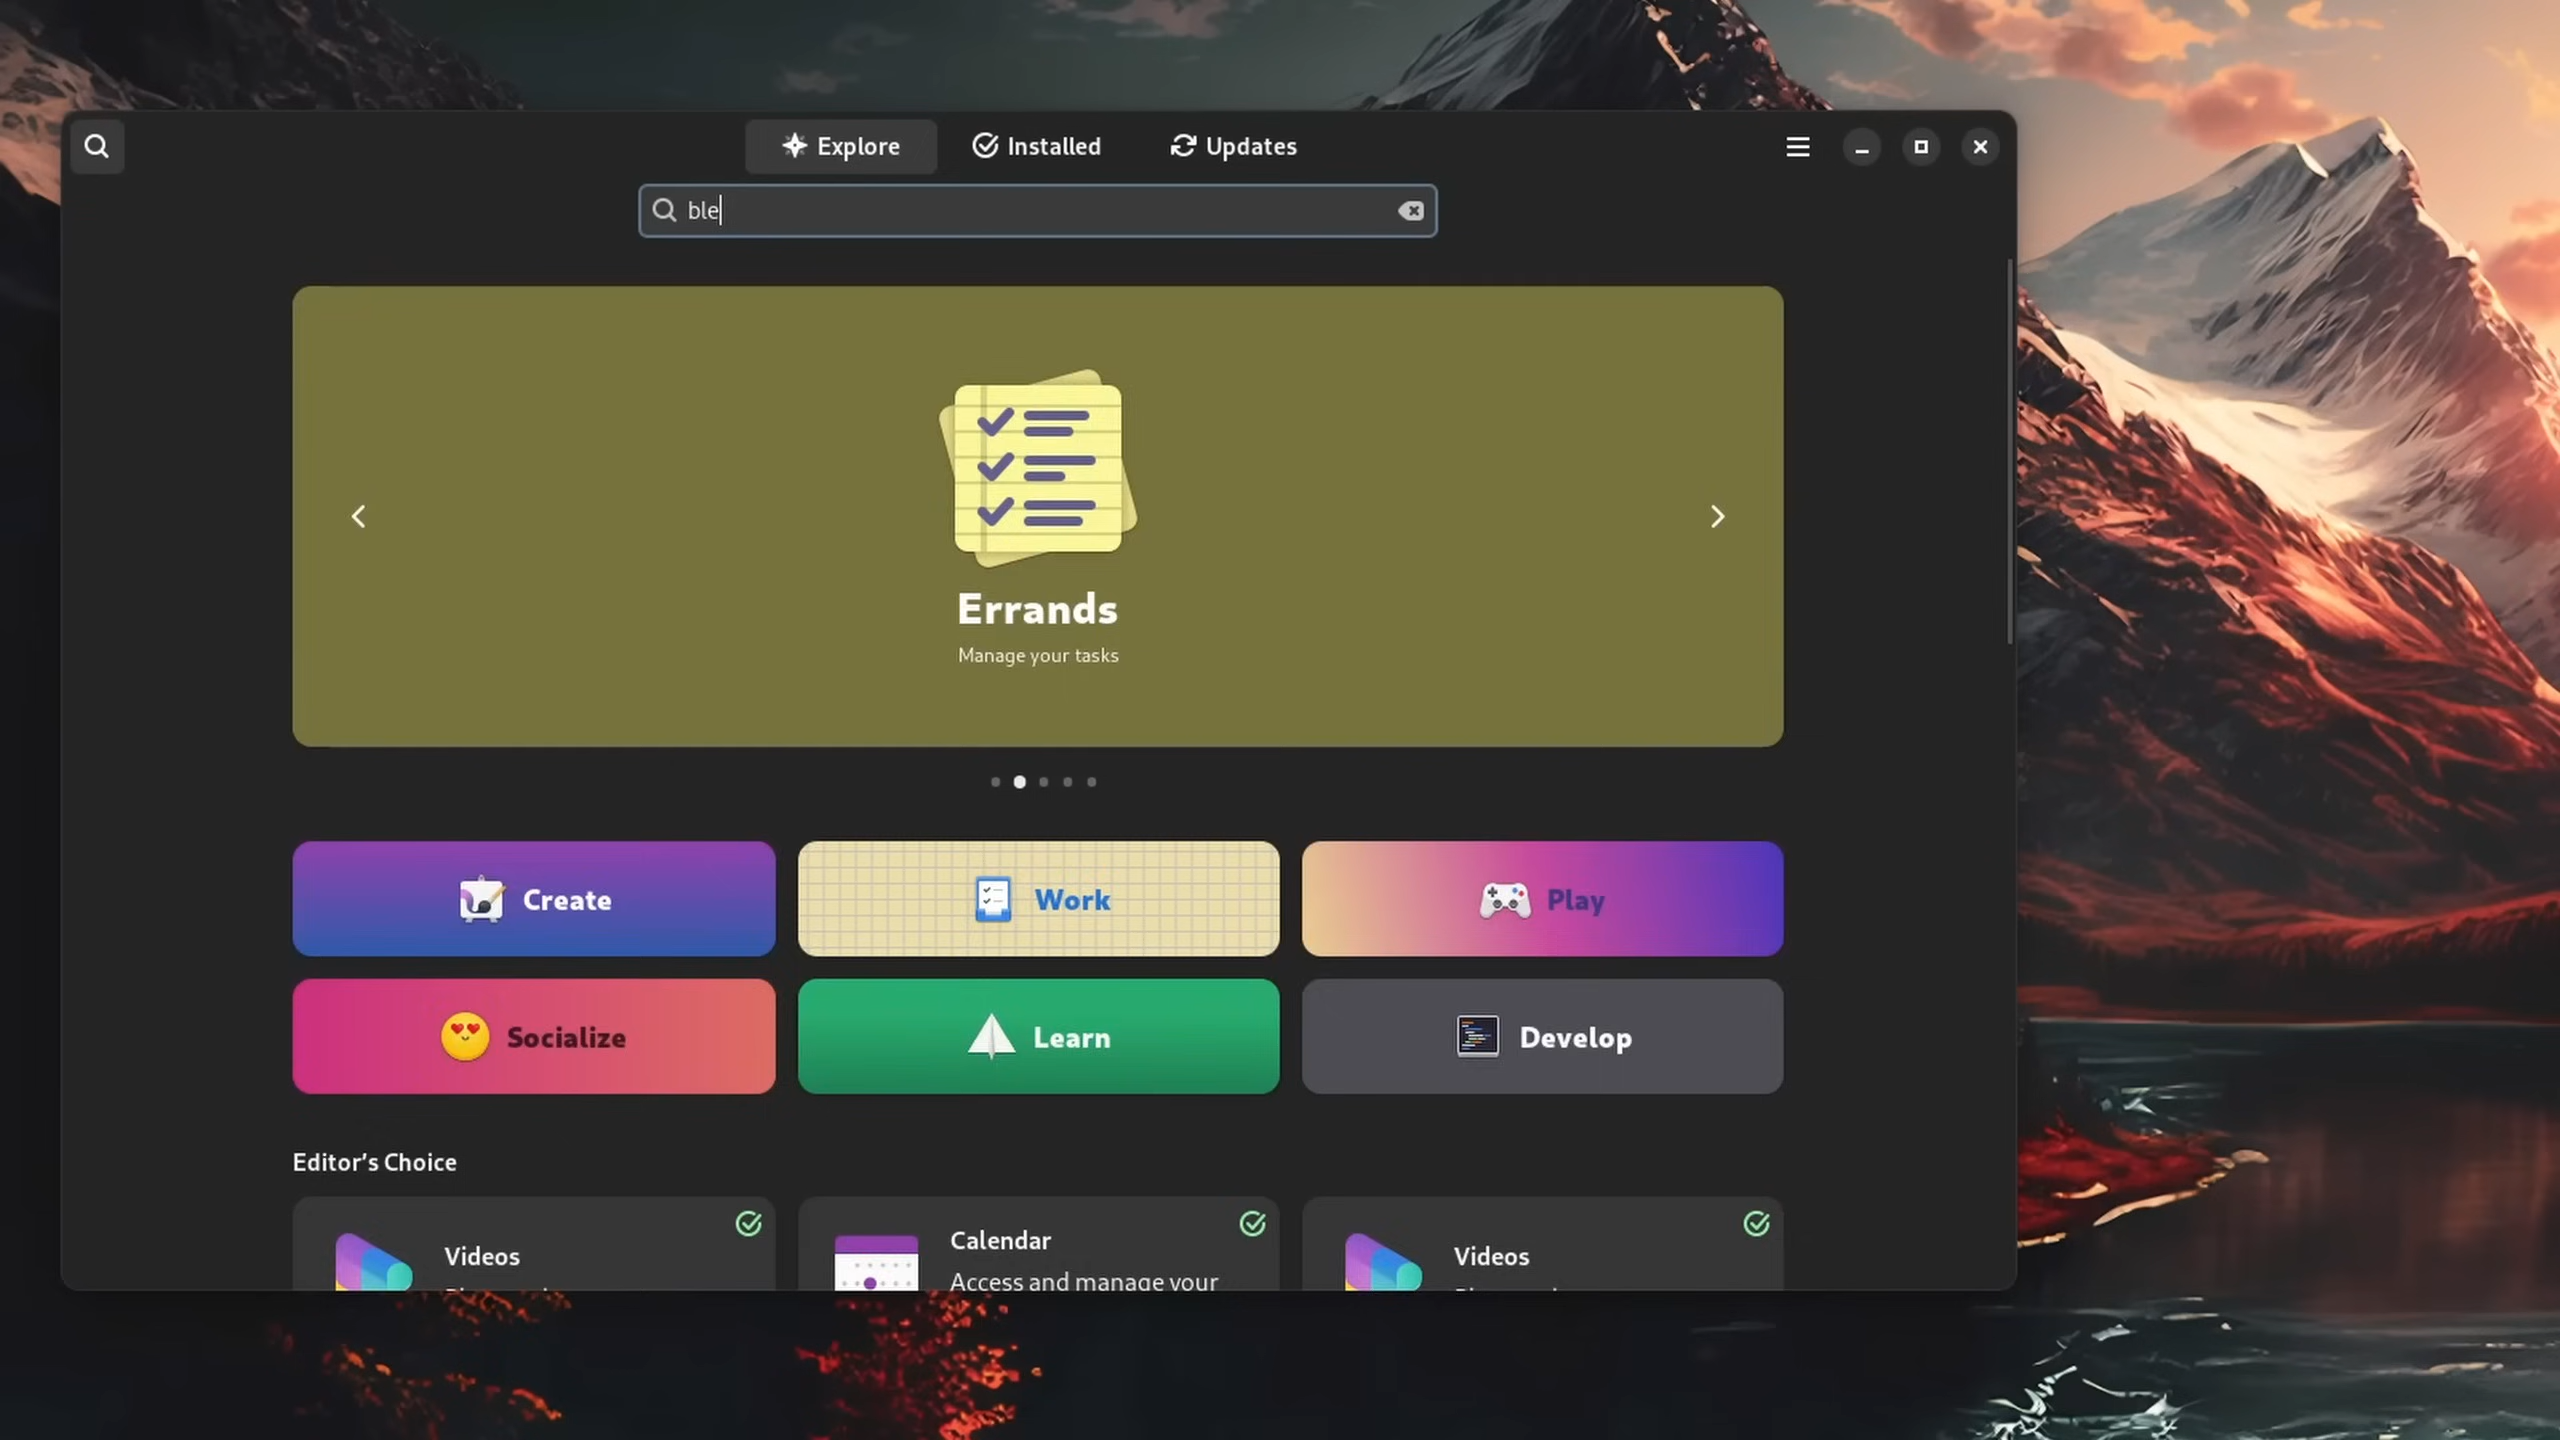 Explore
Installed
Updates
ble
Errands
Manage your tasks
Create
Work
Play
Socialize
Learn
Develop
Editor's Choice
Videos
Calendar
Access and manage your
Videos